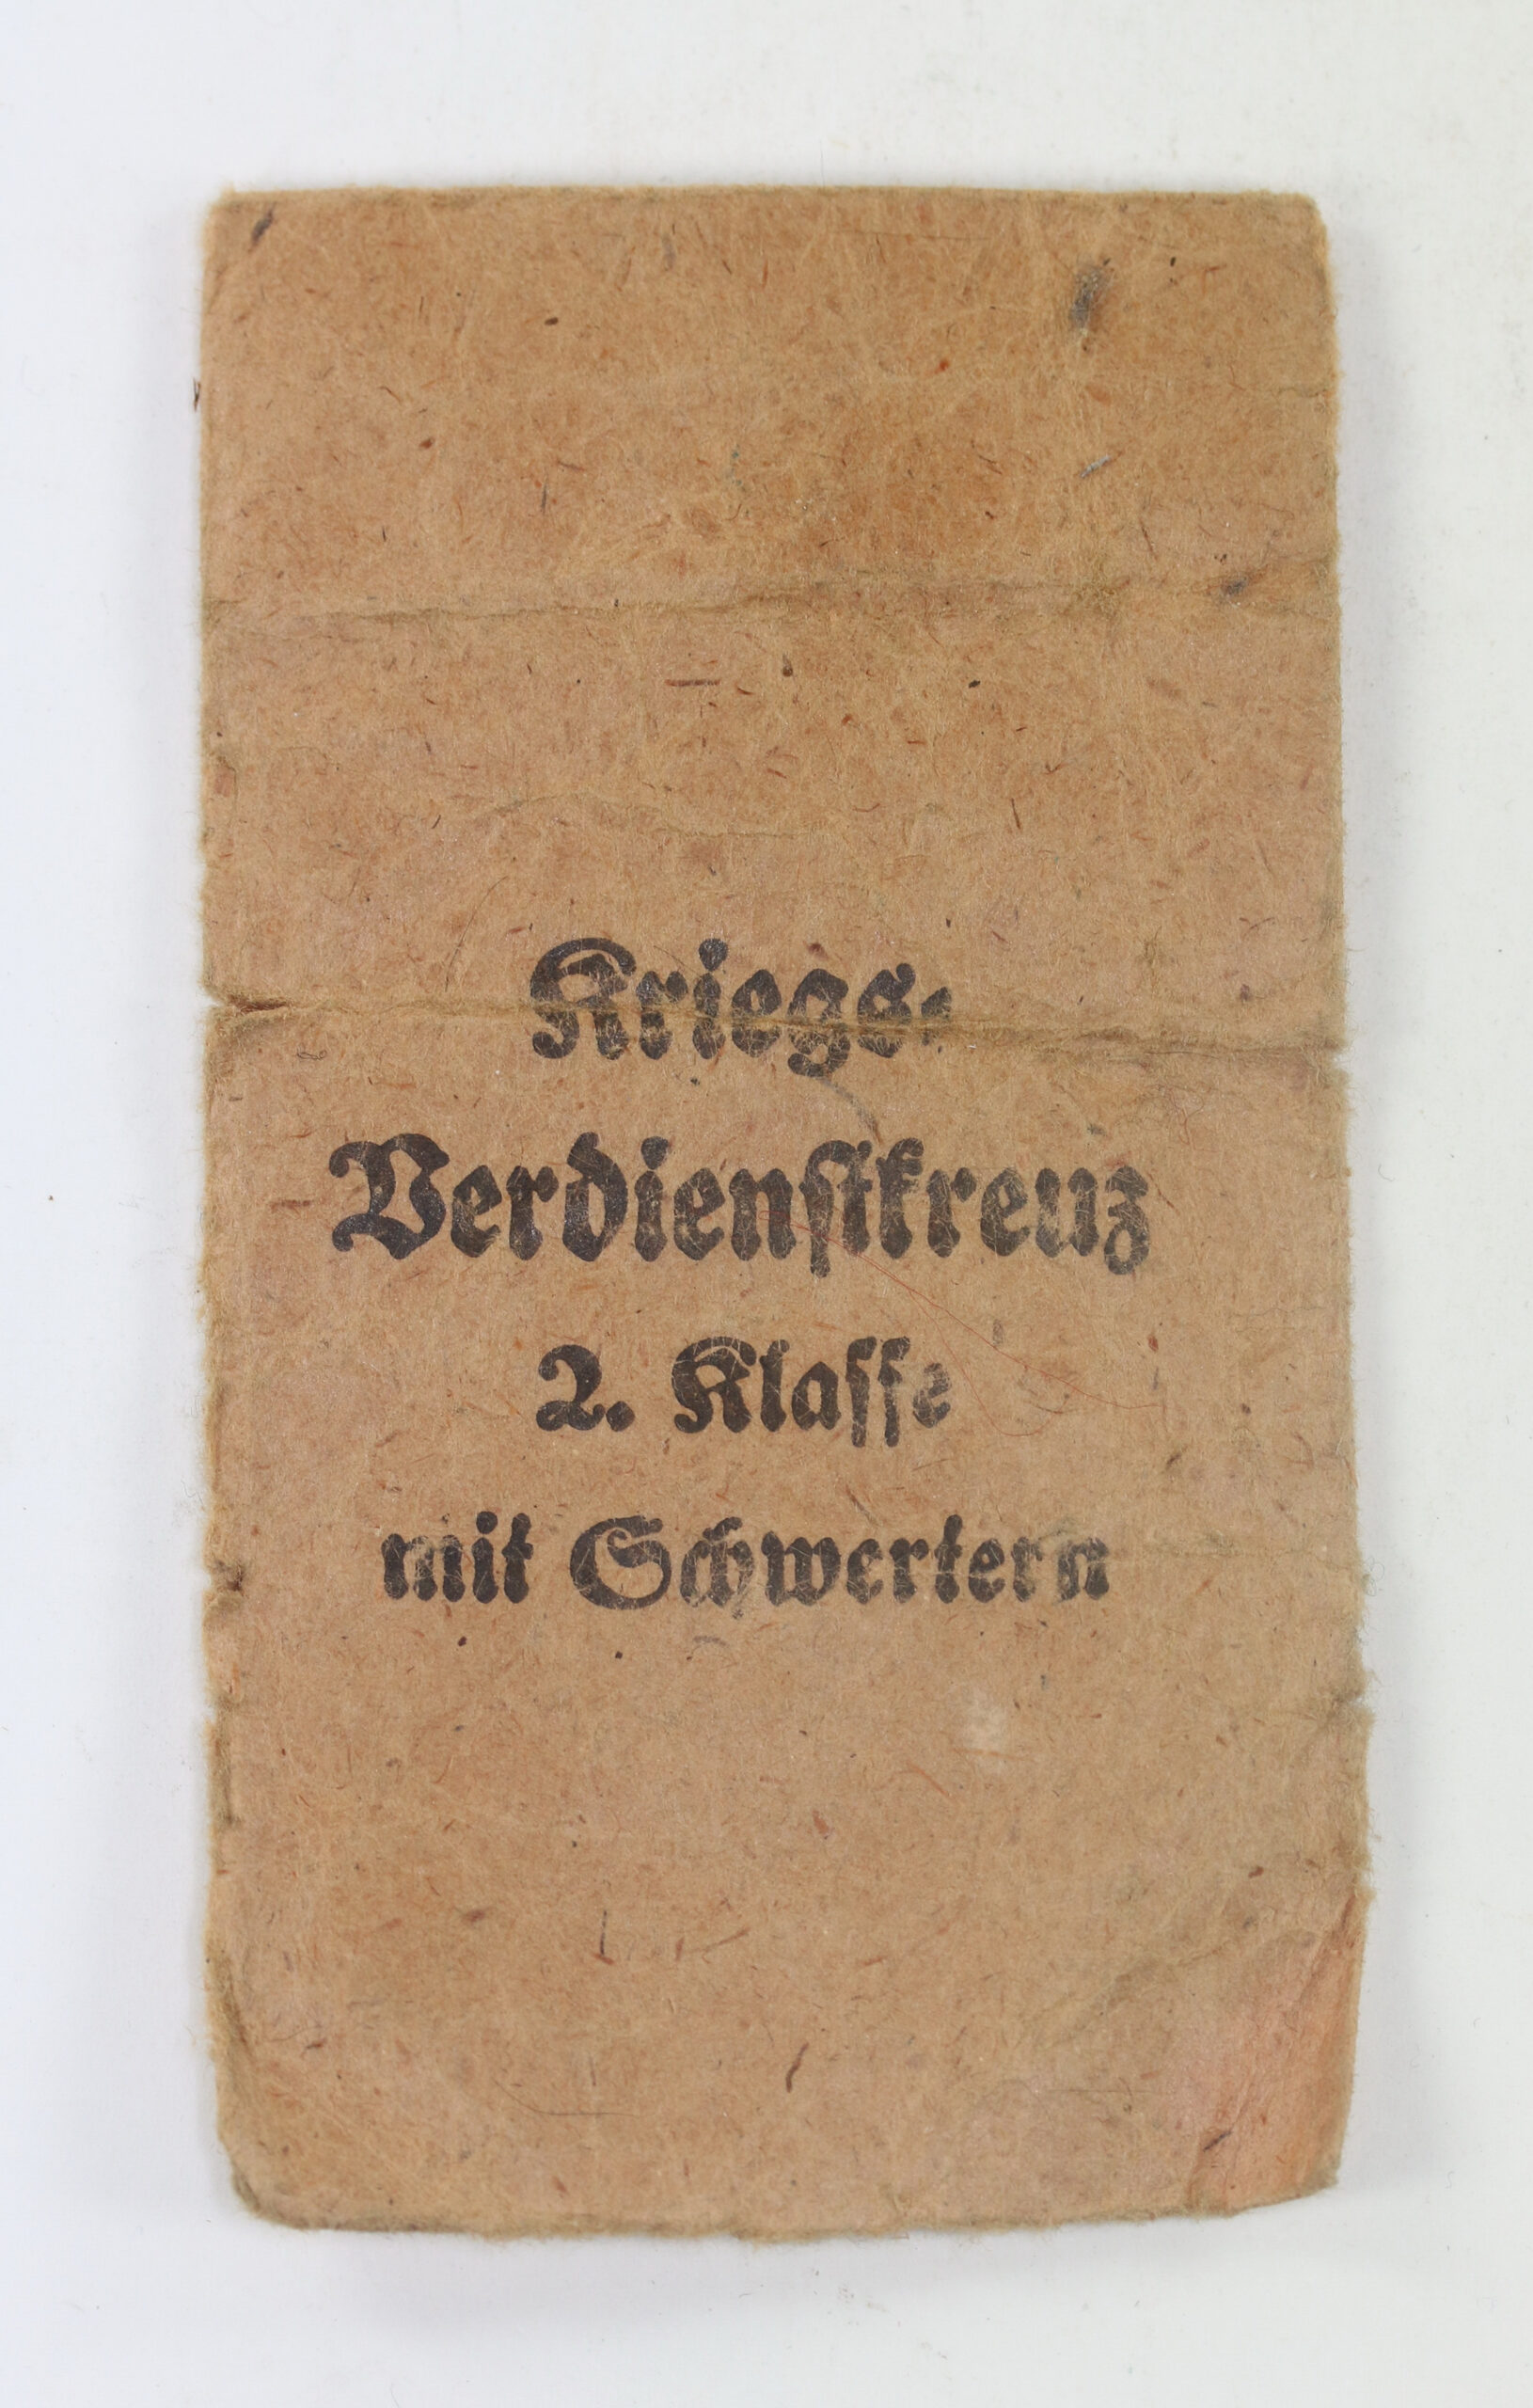 Kriegs-
Verdienstkreuz
2. Klasse
mit Schwertern